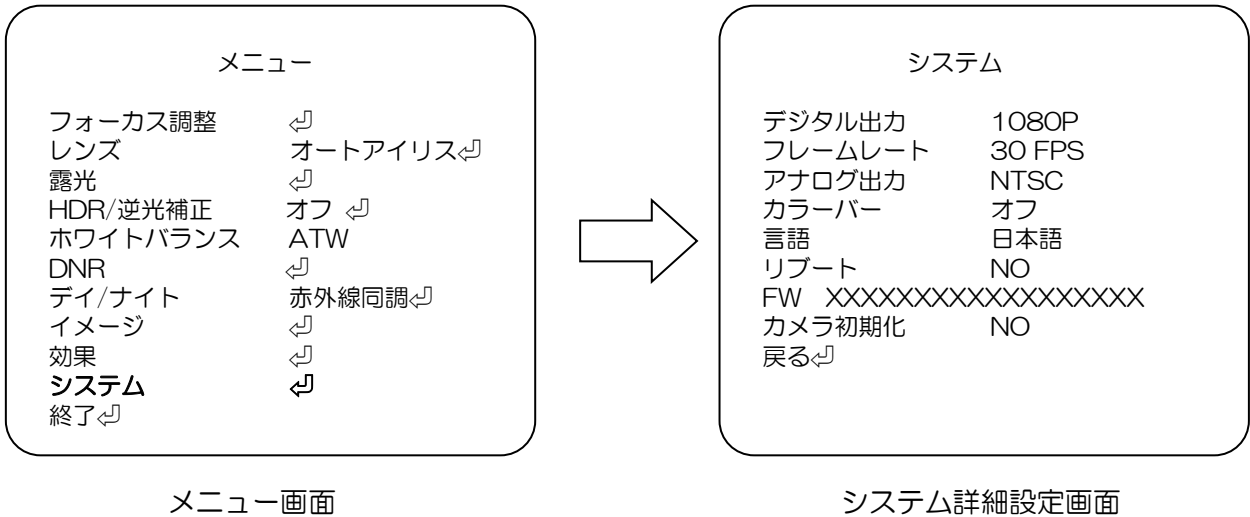 メニュー
フォーカス調整 ⏎
レンズ オートアイリス⏎
露光 ⏎
HDR/逆光補正 オフ ⏎
ホワイトバランス ATW
DNR ⏎
デイ/ナイト 赤外線同調⏎
イメージ ⏎
効果 ⏎
システム ⏎
終了⏎
メニュー画面
システム
デジタル出力 1080P
フレームレート 30 FPS
アナログ出力 NTSC
カラーバー オフ
言語 日本語
リブート NO
FW XXXXXXXXXXXXXXXXXX
カメラ初期化 NO
戻る⏎
システム詳細設定画面